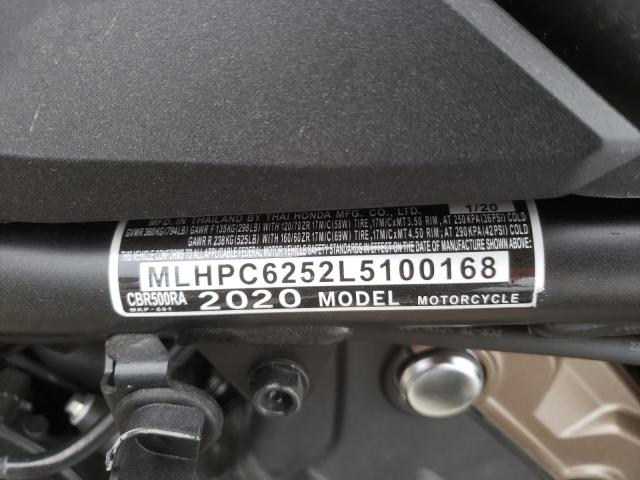 MFD. IN THAILAND BY THAI HONDA MFG. CO., LTD. 1/20
GVWR 360KG(794LB) GAWR F 135KG(298LB) WITH 120/70ZR17M/C(58W) TIRE, 17M/CxMT3.50 RIM, AT 250KPA(36PSI) COLD
GAWR R 238KG(525LB) WITH 160/60ZR17M/C(69W) TIRE, 17M/CxMT4.50 RIM, AT 290KPA(42PSI) COLD
THIS VEHICLE CONFORMS TO ALL APPLICABLE FEDERAL MOTOR VEHICLE SAFETY STANDARDS IN EFFECT ON THE DATE OF MANUFACTURE SHOWN ABOVE:
MLHPC6252L5100168
CBR500RA 2020 MODEL MOTORCYCLE
MKP-601